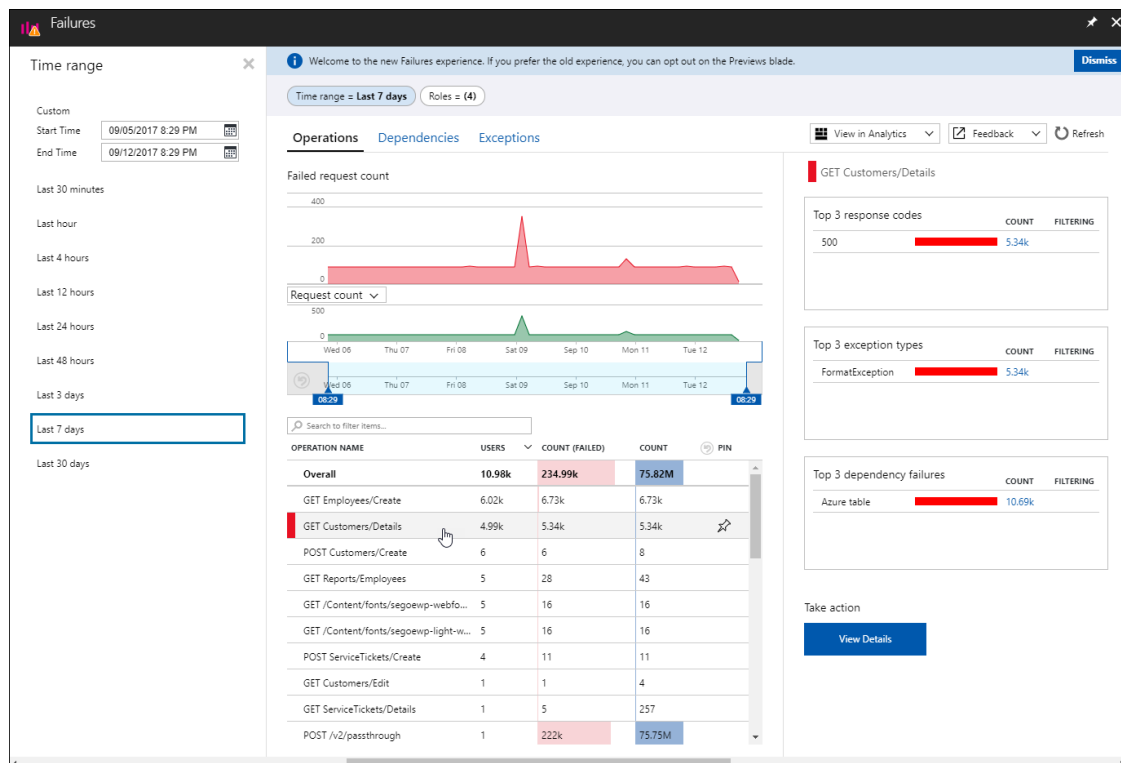 Failures
Time range
Custom
Start Time 09/05/2017 8:29 PM
End Time 09/12/2017 8:29 PM
Last 30 minutes
Last hour
Last 4 hours
Last 12 hours
Last 24 hours
Last 48 hours
Last 3 days
Last 7 days
Last 30 days
Welcome to the new Failures experience. If you prefer the old experience, you can opt out on the Previews blade.
Dismiss
Time range = Last 7 days Roles = (4)
Operations Dependencies Exceptions
View in Analytics Feedback Refresh
Failed request count
400
200
0
Request count
500
0
Wed 06 Thu 07 Fri 08 Sat 09 Sep 10 Mon 11 Tue 12
Wed 06 Thu 07 Fri 08 Sat 09 Sep 10 Mon 11 Tue 12
08:29 08:29
Search to filter items...
OPERATION NAME USERS COUNT (FAILED) COUNT PIN
Overall 10.98k 234.99k 75.82M
GET Employees/Create 6.02k 6.73k 6.73k
GET Customers/Details 4.99k 5.34k 5.34k
POST Customers/Create 6 6 8
GET Reports/Employees 5 28 43
GET /Content/fonts/segoewp-webfo... 5 16 16
GET /Content/fonts/segoewp-light-w... 5 16 16
POST ServiceTickets/Create 4 11 11
GET Customers/Edit 1 1 4
GET ServiceTickets/Details 1 5 257
POST /v2/passthrough 1 222k 75.75M
GET Customers/Details
Top 3 response codes COUNT FILTERING
500 5.34k
Top 3 exception types COUNT FILTERING
FormatException 5.34k
Top 3 dependency failures COUNT FILTERING
Azure table 10.69k
Take action
View Details